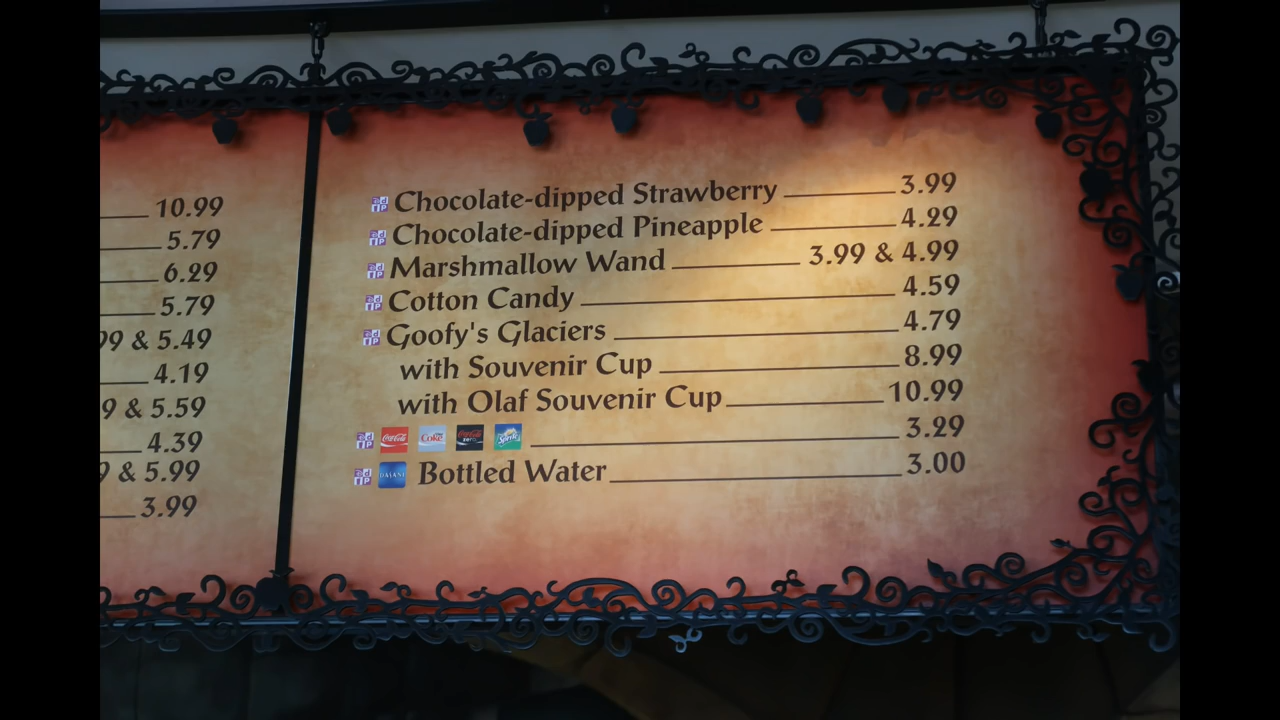 10.99
5.79
6.29
5.79
99 & 5.49
4.19
9 & 5.59
4.39
9 & 5.99
3.99
Chocolate-dipped Strawberry 3.99
Chocolate-dipped Pineapple 4.29
Marshmallow Wand 3.99 & 4.99
Cotton Candy 4.59
Goofy's Glaciers 4.79
with Souvenir Cup 8.99
with Olaf Souvenir Cup 10.99
Coca-Cola Coke Coca-Cola zero Sprite 3.29
DASANI Bottled Water 3.00